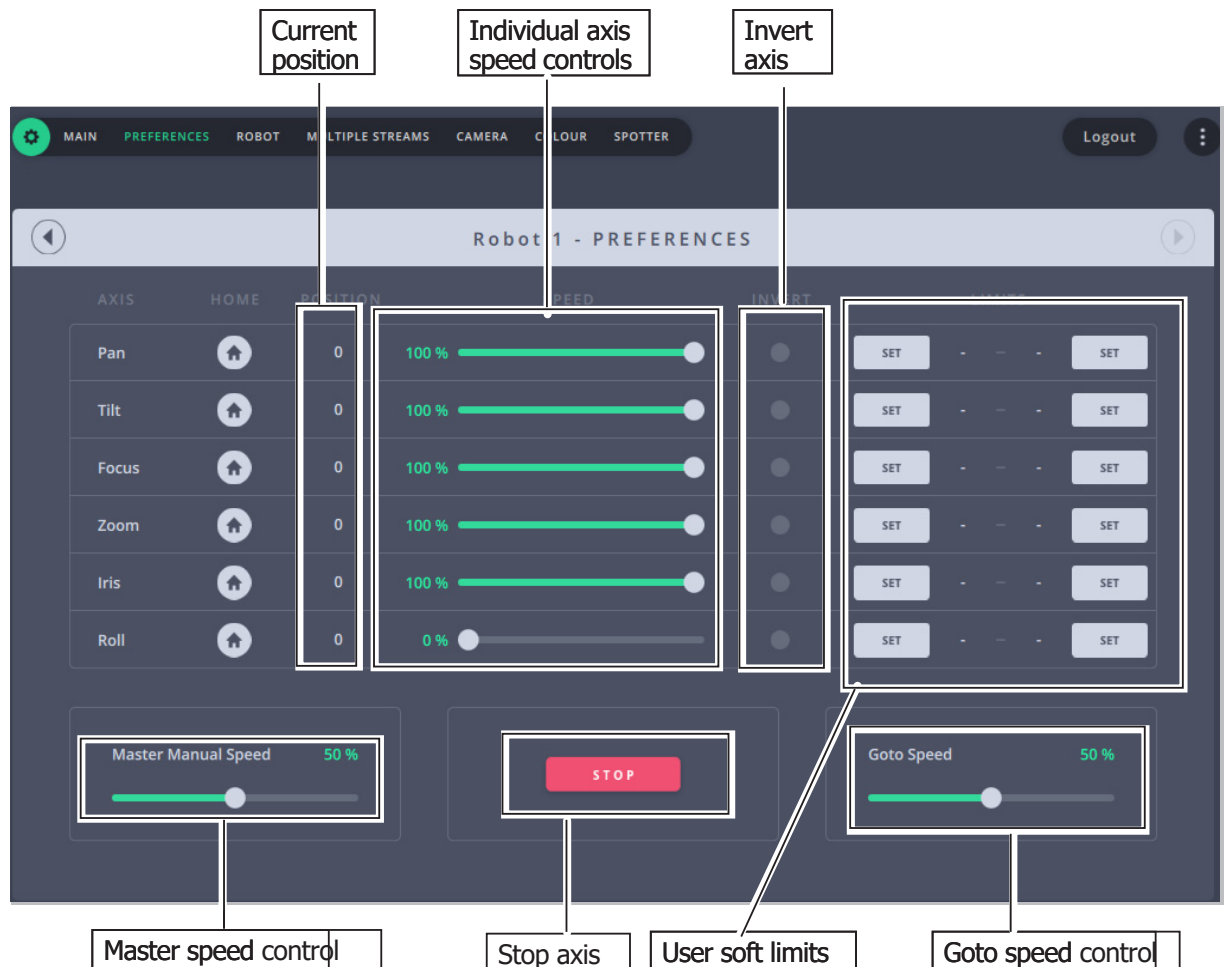 Current
position
Individual axis
speed controls
Invert
axis
MAIN PREFERENCES ROBOT MULTIPLE STREAMS CAMERA COLOUR SPOTTER Logout
Robot 1 - PREFERENCES
AXIS HOME POSITION SPEED INVERT LIMITS
Pan 0 100 % SET - – - SET
Tilt 0 100 % SET - – - SET
Focus 0 100 % SET - – - SET
Zoom 0 100 % SET - – - SET
Iris 0 100 % SET - – - SET
Roll 0 0 % SET - – - SET
Master Manual Speed 50 %
STOP
Goto Speed 50 %
Master speed control
Stop axis
User soft limits
Goto speed control